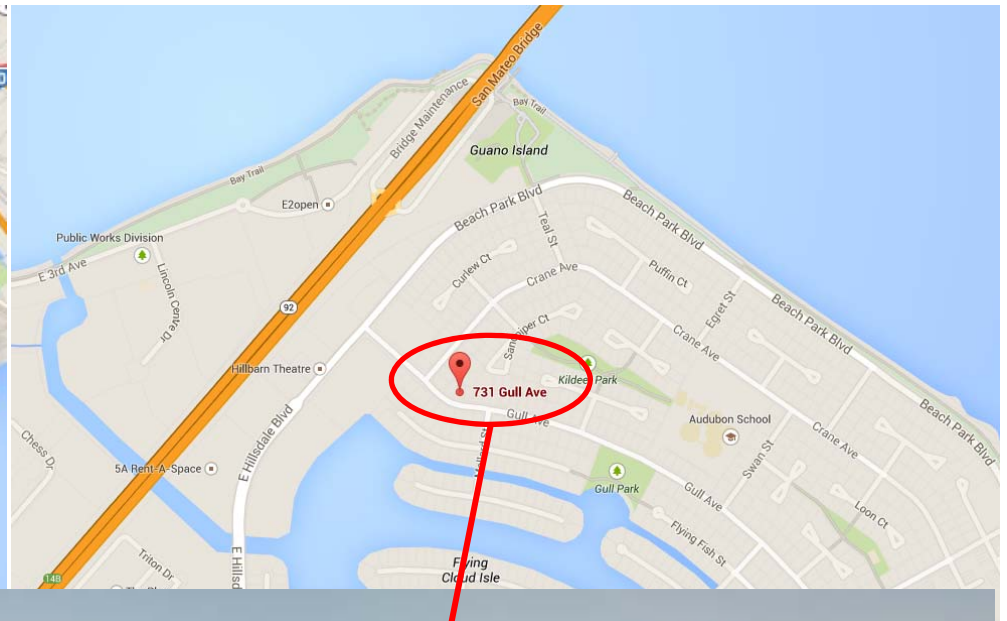 San Mateo Bridge
Bridge Maintenance
Bay Trail
Guano Island
Bay Trail
E2open
Beach Park Blvd
Beach Park Blvd
Teal St
Public Works Division
E 3rd Ave
Lincoln Centre Dr
Curlew Ct
Crane Ave
Puffin Ct
Egret St
92
Beach Park Blvd
Sandpiper Ct
Crane Ave
Hillbarn Theatre
Kildeer Park
731 Gull Ave
Gull Ave
Audubon School
Beach Park Blvd
E Hillsdale Blvd
Crane Ave
Chess Dr
5A Rent-A-Space
Swan St
Gull Park
Gull Ave
Loon Ct
Flying Fish St
Triton Dr
E Hillsd
Flying
Cloud Isle
14B